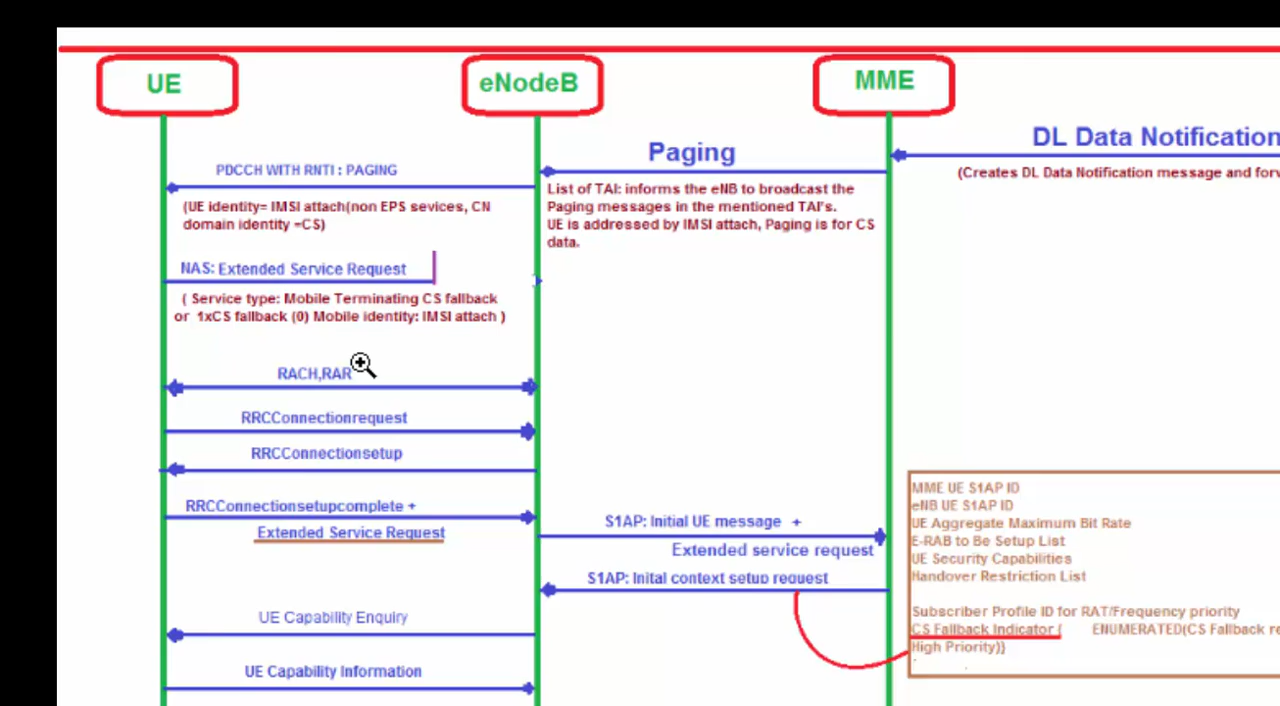 UE
eNodeB
MME
DL Data Notification
Paging
(Creates DL Data Notification message and
PDCCH WITH RNTI : PAGING
List of TAI: informs the eNB to broadcast the
Paging messages in the mentioned TAI's.
UE is addressed by IMSI attach, Paging is for CS
data.
(UE identity= IMSI attach(non EPS sevices, CN
domain identity =CS)
NAS: Extended Service Request
( Service type: Mobile Terminating CS fallback
or 1xCS fallback (0) Mobile identity: IMSI attach )
RACH,RAR
RRCConnectionrequest
RRCConnectionsetup
RRCConnectionsetupcomplete +
Extended Service Request
S1AP: Initial UE message +
Extended service request
S1AP: Inital context setup request
MME UE S1AP ID
eNB UE S1AP ID
UE Aggregate Maximum Bit Rate
E-RAB to Be Setup List
UE Security Capabilities
Handover Restriction List
Subscriber Profile ID for RAT/Frequency priority
CS Fallback Indicator ( ENUMERATED(CS Fallback
High Priority))
UE Capability Enquiry
UE Capability Information